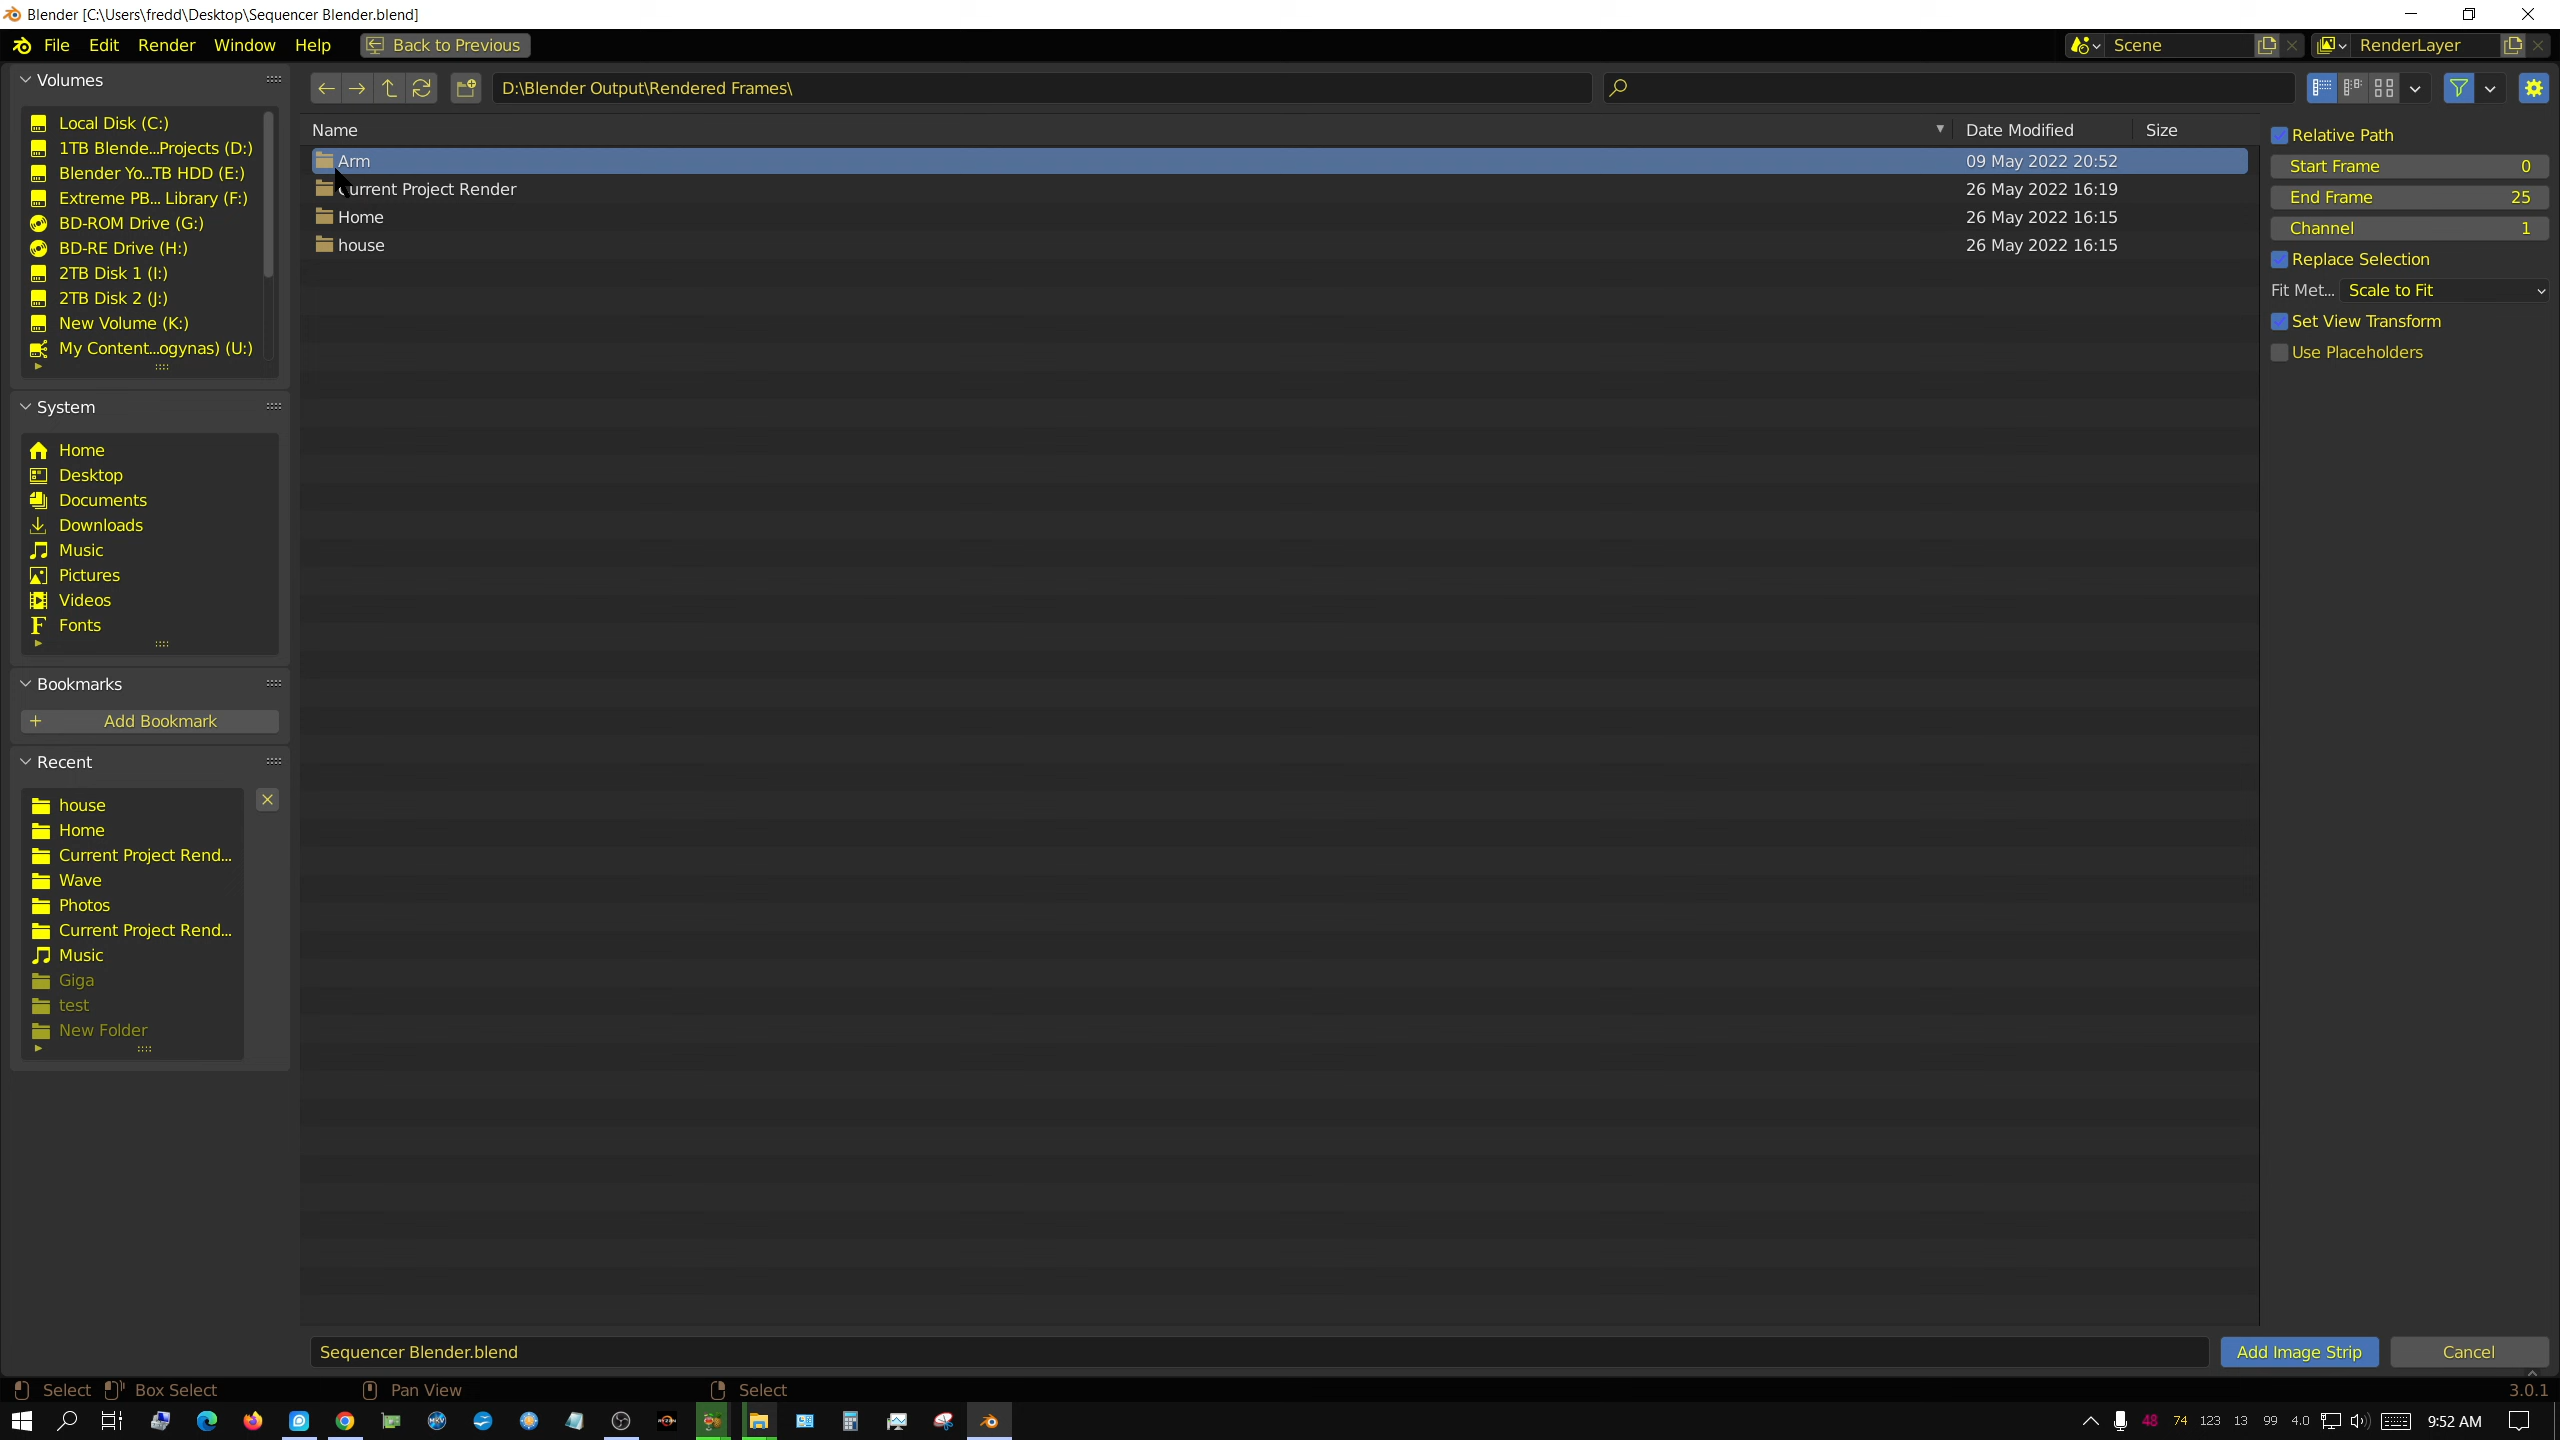 Blender [C:\Users\fredd\Desktop\Sequencer Blender.blend]
File Edit Render Window Help Back to Previous Scene RenderLayer
Volumes
Local Disk (C:)
1TB Blende...Projects (D:)
Blender Yo...TB HDD (E:)
Extreme PB... Library (F:)
BD-ROM Drive (G:)
BD-RE Drive (H:)
2TB Disk 1 (I:)
2TB Disk 2 (J:)
New Volume (K:)
My Content...ogynas) (U:)
System
Home
Desktop
Documents
Downloads
Music
Pictures
Videos
Fonts
Bookmarks
Add Bookmark
Recent
house
Home
Current Project Rend...
Wave
Photos
Current Project Rend...
Music
Giga
test
New Folder
D:\Blender Output\Rendered Frames\
Name Date Modified Size
Arm 09 May 2022 20:52
urrent Project Render 26 May 2022 16:19
Home 26 May 2022 16:15
house 26 May 2022 16:15
Relative Path
Start Frame 0
End Frame 25
Channel 1
Replace Selection
Fit Met... Scale to Fit
Set View Transform
Use Placeholders
Sequencer Blender.blend Add Image Strip Cancel
Select Box Select Pan View Select 3.0.1
48 74 123 13 99 4.0 9:52 AM